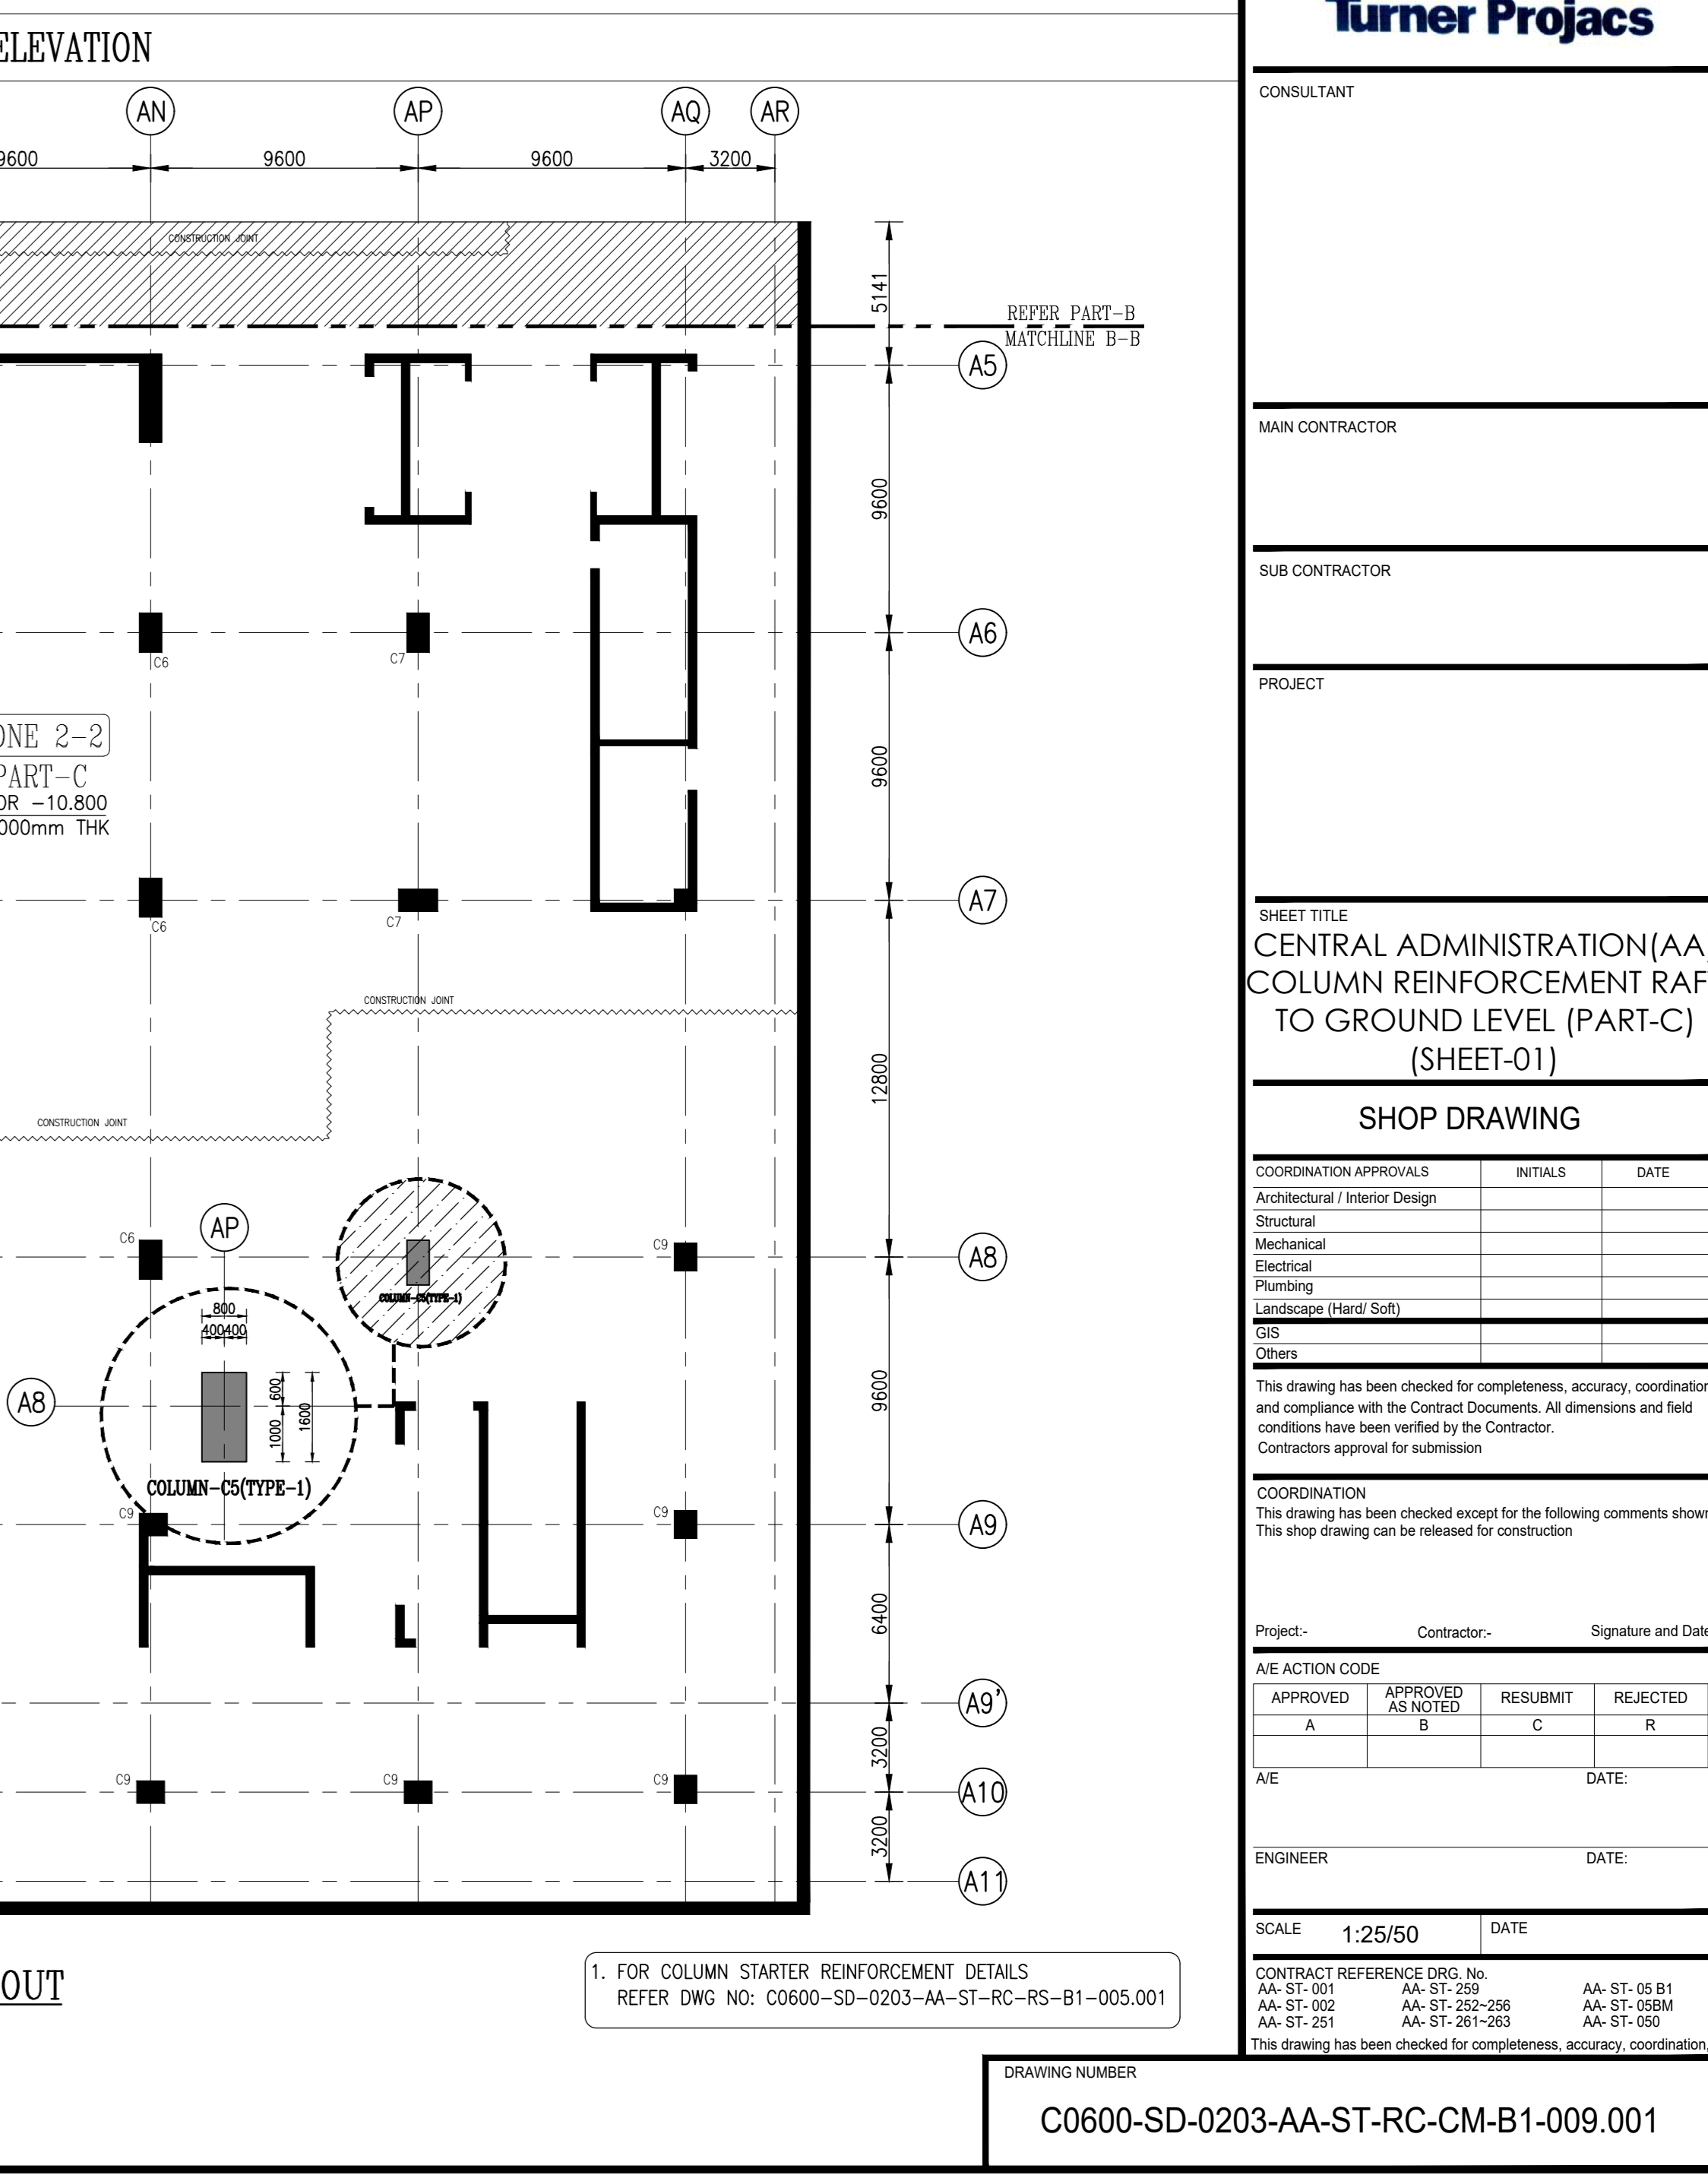 Turner Projacs
ELEVATION
AN
AP
AQ
AR
9600
9600
9600
3200
CONSTRUCTION JOINT
5141
REFER PART-B
MATCHLINE B-B
A5
9600
A6
C6
C7
9600
ONE 2-2
PART-C
OR -10.800
000mm THK
A7
C6
C7
CONSTRUCTION JOINT
12800
CONSTRUCTION JOINT
AP
C6
C9
A8
COLUMN-C5(TYPE-1)
800
400400
A8
600
1000
1600
9600
COLUMN-C5(TYPE-1)
C9
C9
A9
6400
A9'
3200
C9
C9
C9
A10
3200
A11
OUT
1. FOR COLUMN STARTER REINFORCEMENT DETAILS
REFER DWG NO: C0600-SD-0203-AA-ST-RC-RS-B1-005.001
CONSULTANT
MAIN CONTRACTOR
SUB CONTRACTOR
PROJECT
SHEET TITLE
CENTRAL ADMINISTRATION(AA)
COLUMN REINFORCEMENT RAF
TO GROUND LEVEL (PART-C)
(SHEET-01)
SHOP DRAWING
COORDINATION APPROVALS INITIALS DATE
Architectural / Interior Design
Structural
Mechanical
Electrical
Plumbing
Landscape (Hard/ Soft)
GIS
Others
This drawing has been checked for completeness, accuracy, coordination
and compliance with the Contract Documents. All dimensions and field
conditions have been verified by the Contractor.
Contractors approval for submission
COORDINATION
This drawing has been checked except for the following comments shown
This shop drawing can be released for construction
Project:- Contractor:- Signature and Date
A/E ACTION CODE
APPROVED APPROVED AS NOTED RESUBMIT REJECTED
A B C R
A/E DATE:
ENGINEER DATE:
SCALE 1:25/50 DATE
CONTRACT REFERENCE DRG. No.
AA- ST- 001 AA- ST- 259 AA- ST- 05 B1
AA- ST- 002 AA- ST- 252~256 AA- ST- 05BM
AA- ST- 251 AA- ST- 261~263 AA- ST- 050
This drawing has been checked for completeness, accuracy, coordination,
DRAWING NUMBER
C0600-SD-0203-AA-ST-RC-CM-B1-009.001